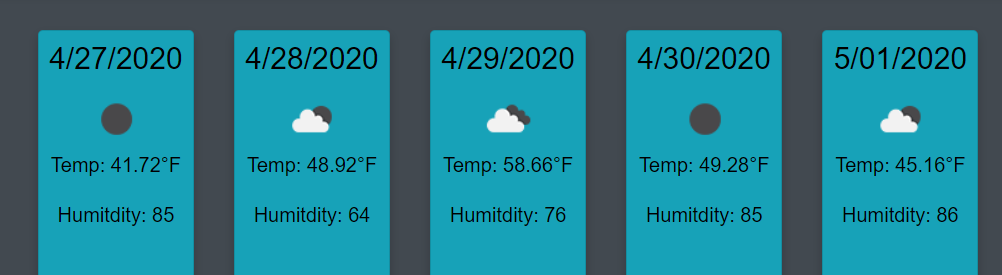 4/27/2020
Temp: 41.72°F
Humitdity: 85
4/28/2020
Temp: 48.92°F
Humitdity: 64
4/29/2020
Temp: 58.66°F
Humitdity: 76
4/30/2020
Temp: 49.28°F
Humitdity: 85
5/01/2020
Temp: 45.16°F
Humitdity: 86